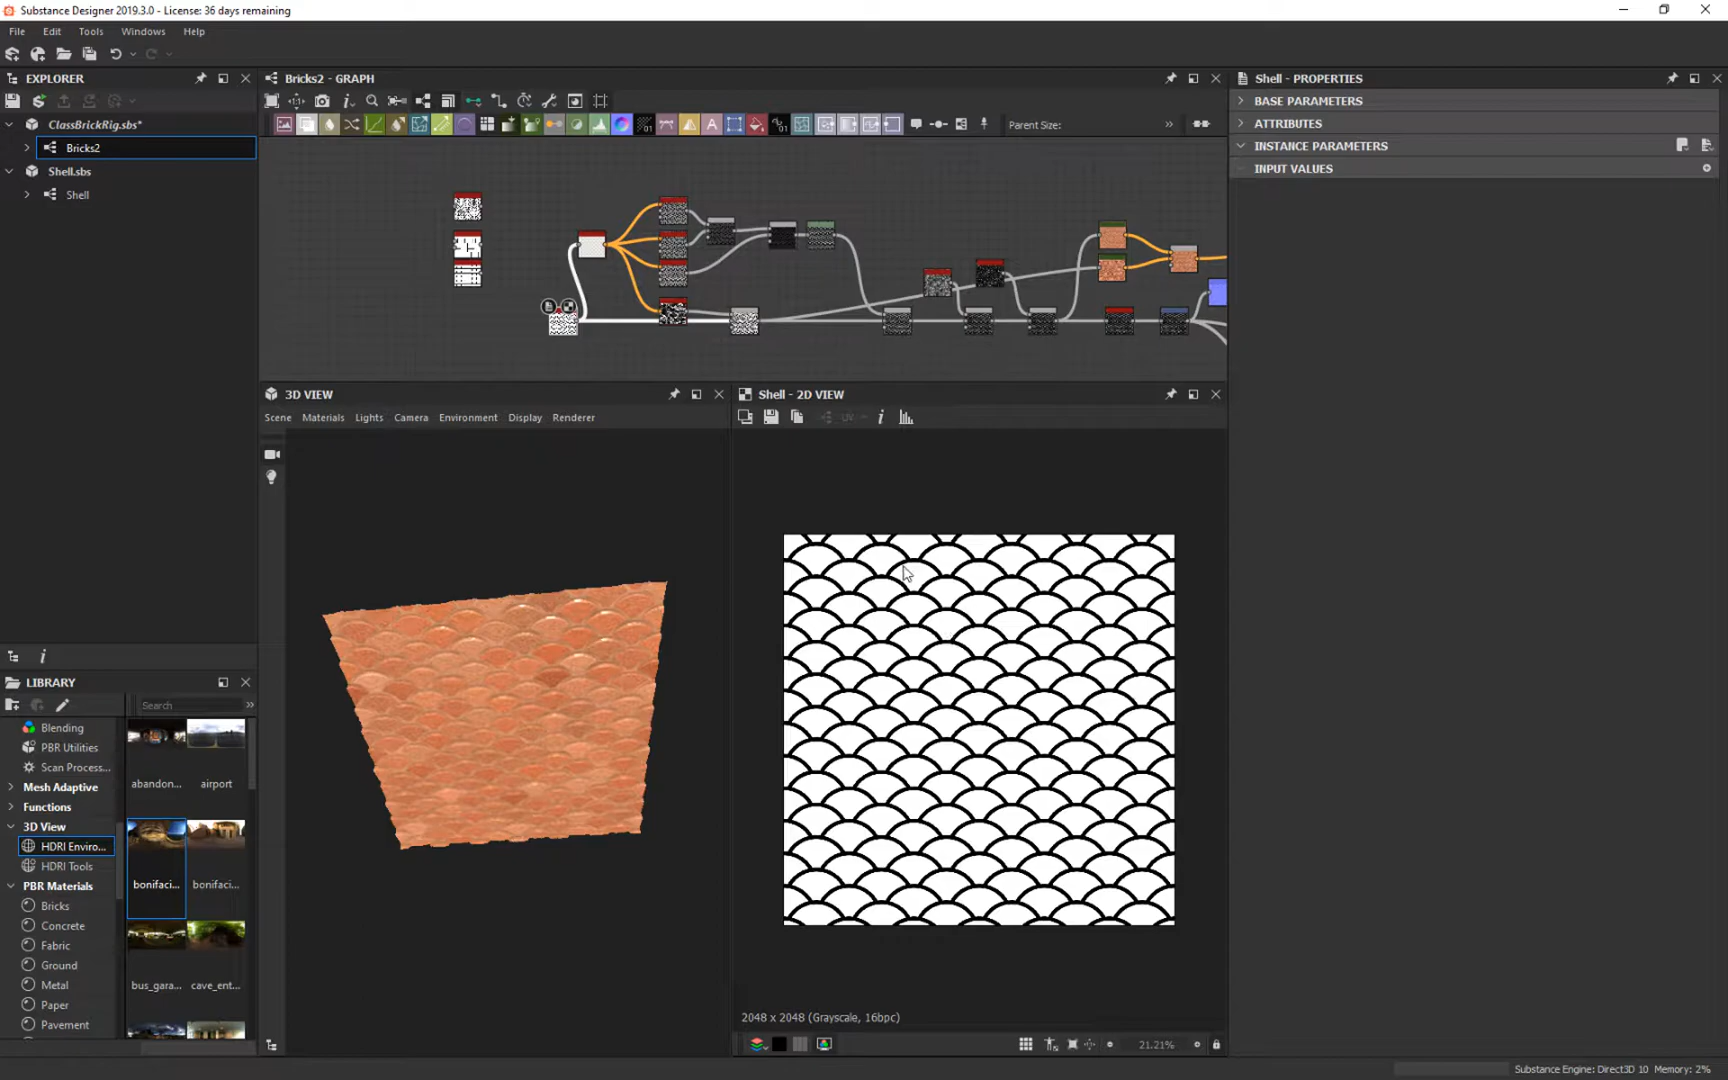 Substance Designer 2019.3.0 - License: 36 days remaining
File Edit Tools Windows Help
EXPLORER
ClassBrickRig.sbs*
Bricks2
Shell.sbs
Shell
Bricks2 - GRAPH
Parent Size:
Shell - PROPERTIES
BASE PARAMETERS
ATTRIBUTES
INSTANCE PARAMETERS
INPUT VALUES
3D VIEW
Scene Materials Lights Camera Environment Display Renderer
Shell - 2D VIEW
UV
2048 x 2048 (Grayscale, 16bpc)
21.21%
LIBRARY
Search
Blending
PBR Utilities
Scan Process...
Mesh Adaptive
Functions
3D View
HDRI Enviro...
HDRI Tools
PBR Materials
Bricks
Concrete
Fabric
Ground
Metal
Paper
Pavement
abandon... airport
bonifaci... bonifaci...
bus_gara... cave_ent...
Substance Engine: Direct3D 10 Memory: 2%